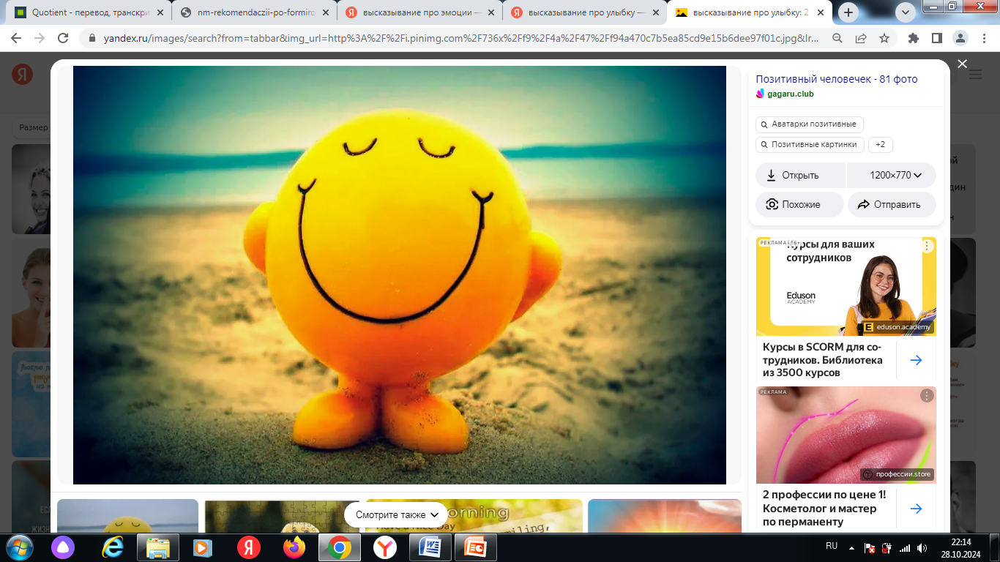 Quotient - перевод, транскри
nm-rekomendaczii-po-formiro
высказывание про эмоции —
высказывание про улыбку —
высказывание про улыбку: 2
yandex.ru/images/search?from=tabbar&img_url=http%3A%2F%2Fi.pinimg.com%2F736x%2Ff9%2F4a%2F47%2Ff94a470c7b5ea85cd9e15b6dee97f01c.jpg&lr...
Я
Размер
Позитивный человечек - 81 фото
gagaru.club
Аватарки позитивные
Позитивные картинки
+2
Открыть
1200×770
Похожие
Отправить
РЕКЛАМА
Курсы для ваших
сотрудников
Eduson
ACADEMY
E eduson.academy
Курсы в SCORM для со-
трудников. Библиотека
из 3500 курсов
РЕКЛАМА
профессии.store
2 профессии по цене 1!
Косметолог и мастер
по перманенту
Смотрите также
Have a Nice Day
RU
22:14
28.10.2024